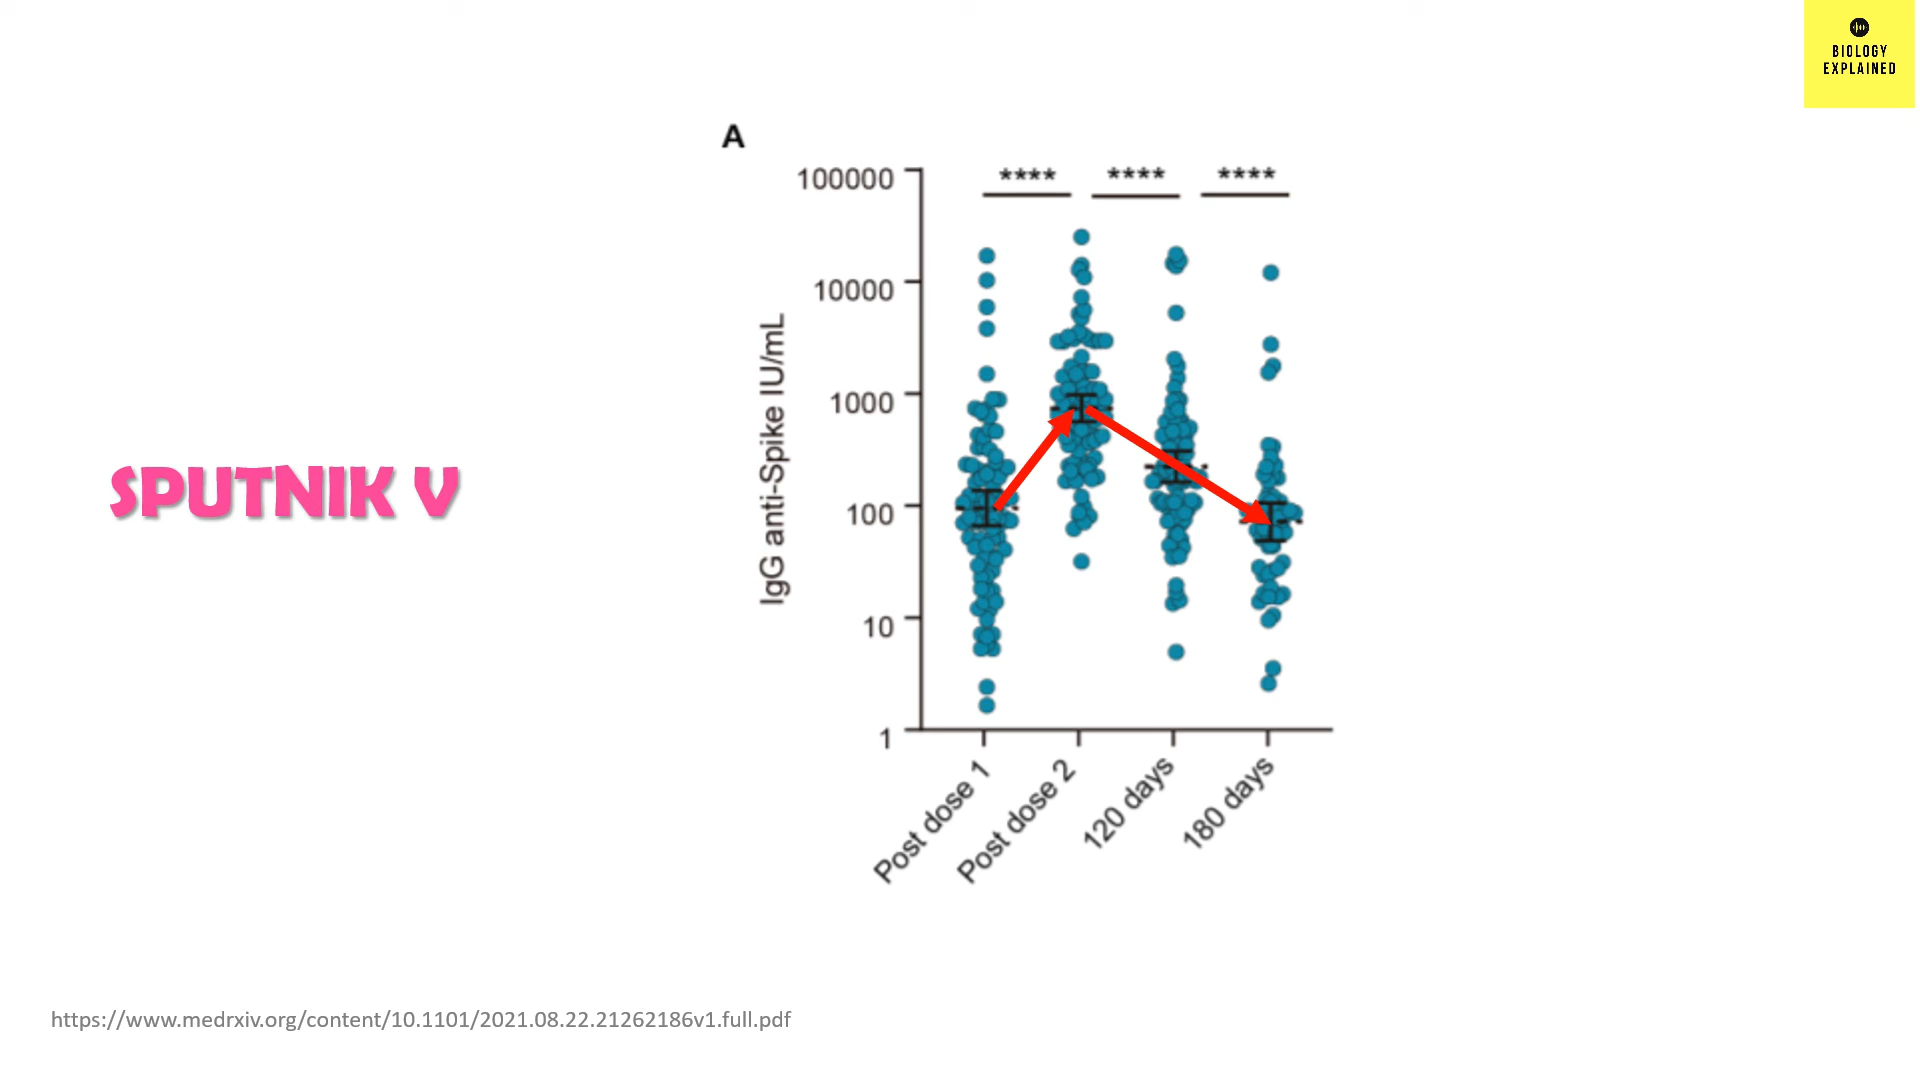 BIOLOGY
EXPLAINED
A
**** **** ****
100000
10000
1000
100
10
1
IgG anti-Spike IU/mL
Post dose 1
Post dose 2
120 days
180 days
SPUTNIK V
https://www.medrxiv.org/content/10.1101/2021.08.22.21262186v1.full.pdf